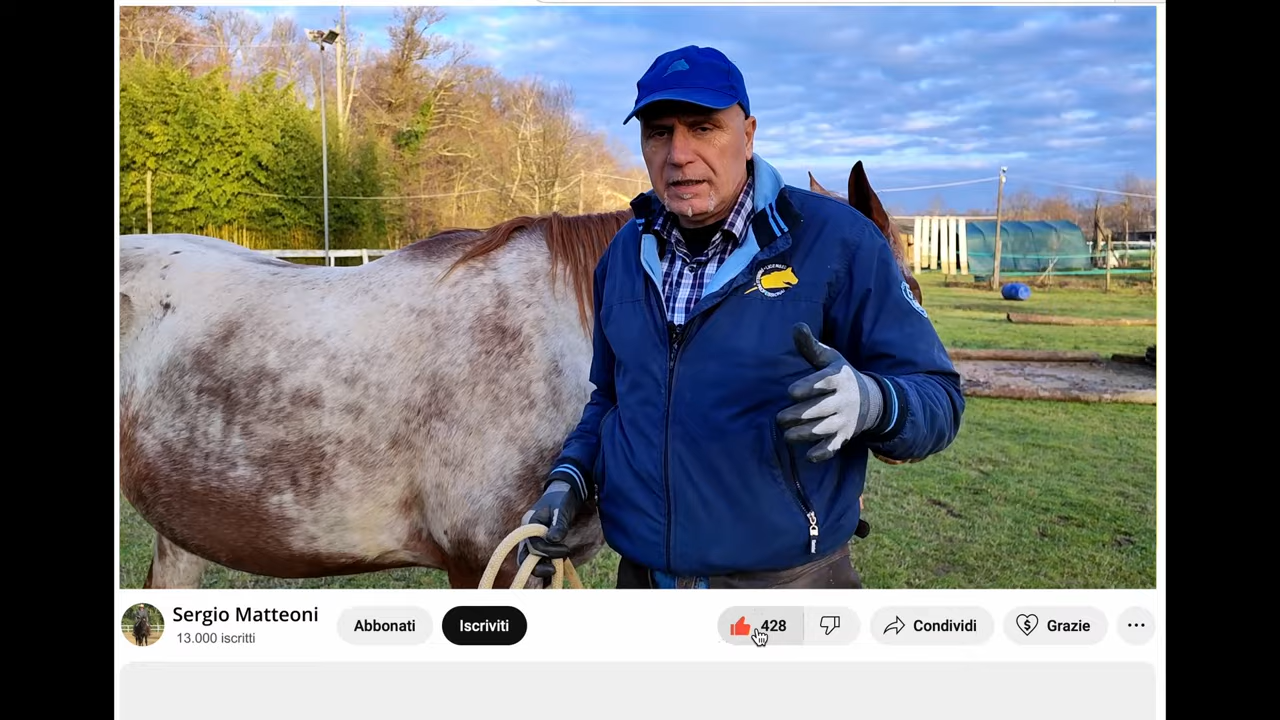 Sergio Matteoni
13.000 iscritti
Abbonati
Iscriviti
428
Condividi
$ Grazie